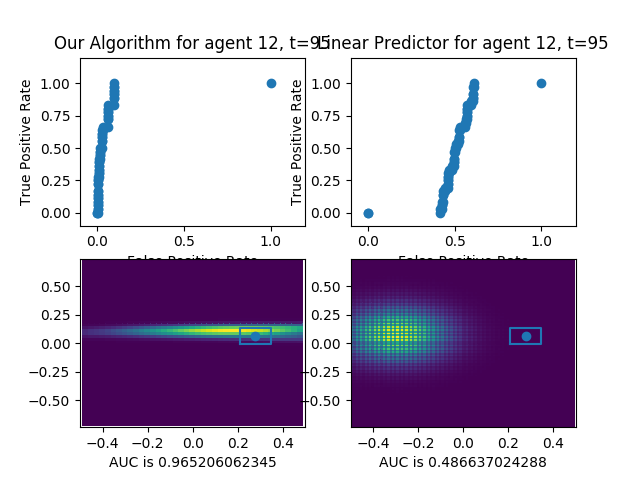 Our Algorithm for agent 12, t=95
Linear Predictor for agent 12, t=95
True Positive Rate
1.00
0.75
0.50
0.25
0.00
0.0 0.5 1.0
False Positive Rate
True Positive Rate
1.00
0.75
0.50
0.25
0.00
0.0 0.5 1.0
False Positive Rate
0.50
0.25
0.00
−0.25
−0.50
−0.4 −0.2 0.0 0.2 0.4
AUC is 0.965206062345
0.50
0.25
0.00
−0.25
−0.50
−0.4 −0.2 0.0 0.2 0.4
AUC is 0.486637024288